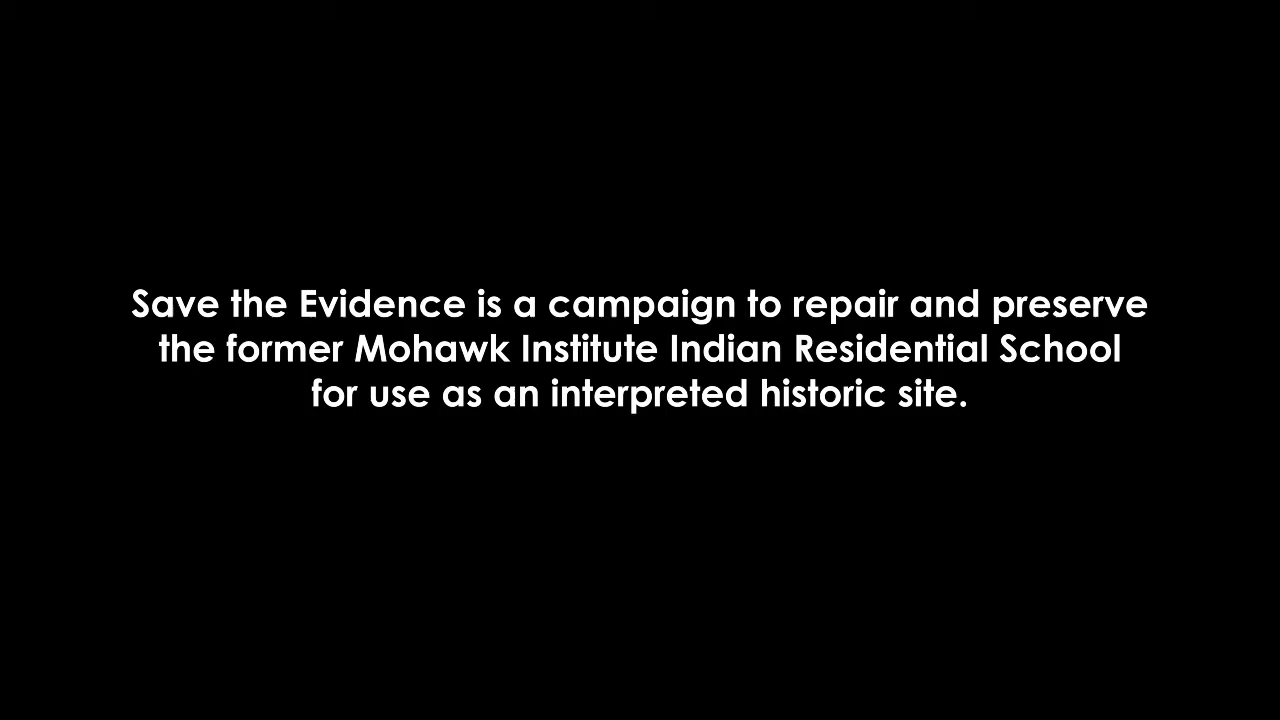 Save the Evidence is a campaign to repair and preserve
the former Mohawk Institute Indian Residential School
for use as an interpreted historic site.